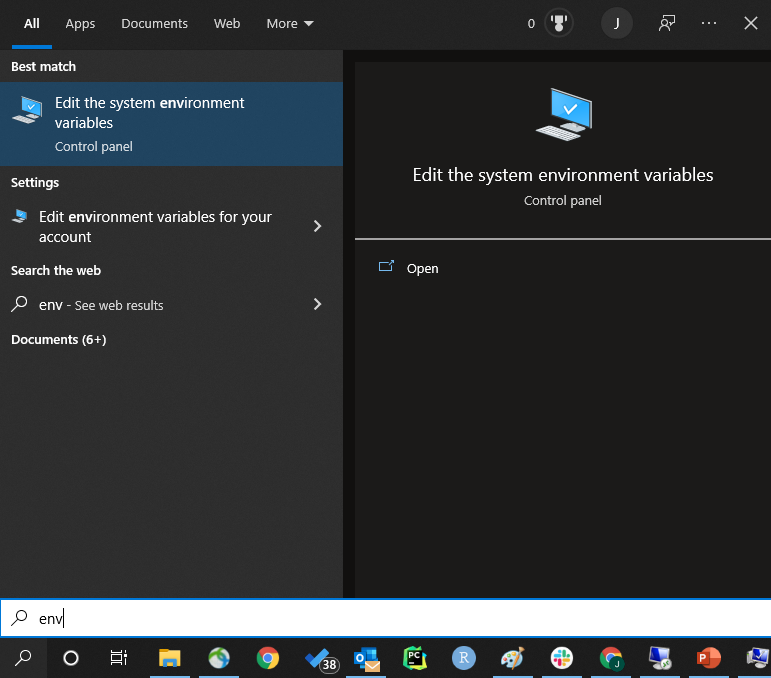 All Apps Documents Web More 0 J
Best match
Edit the system environment
variables
Control panel
Settings
Edit environment variables for your
account
Search the web
env - See web results
Documents (6+)
Edit the system environment variables
Control panel
Open
env
38 O PC R J P